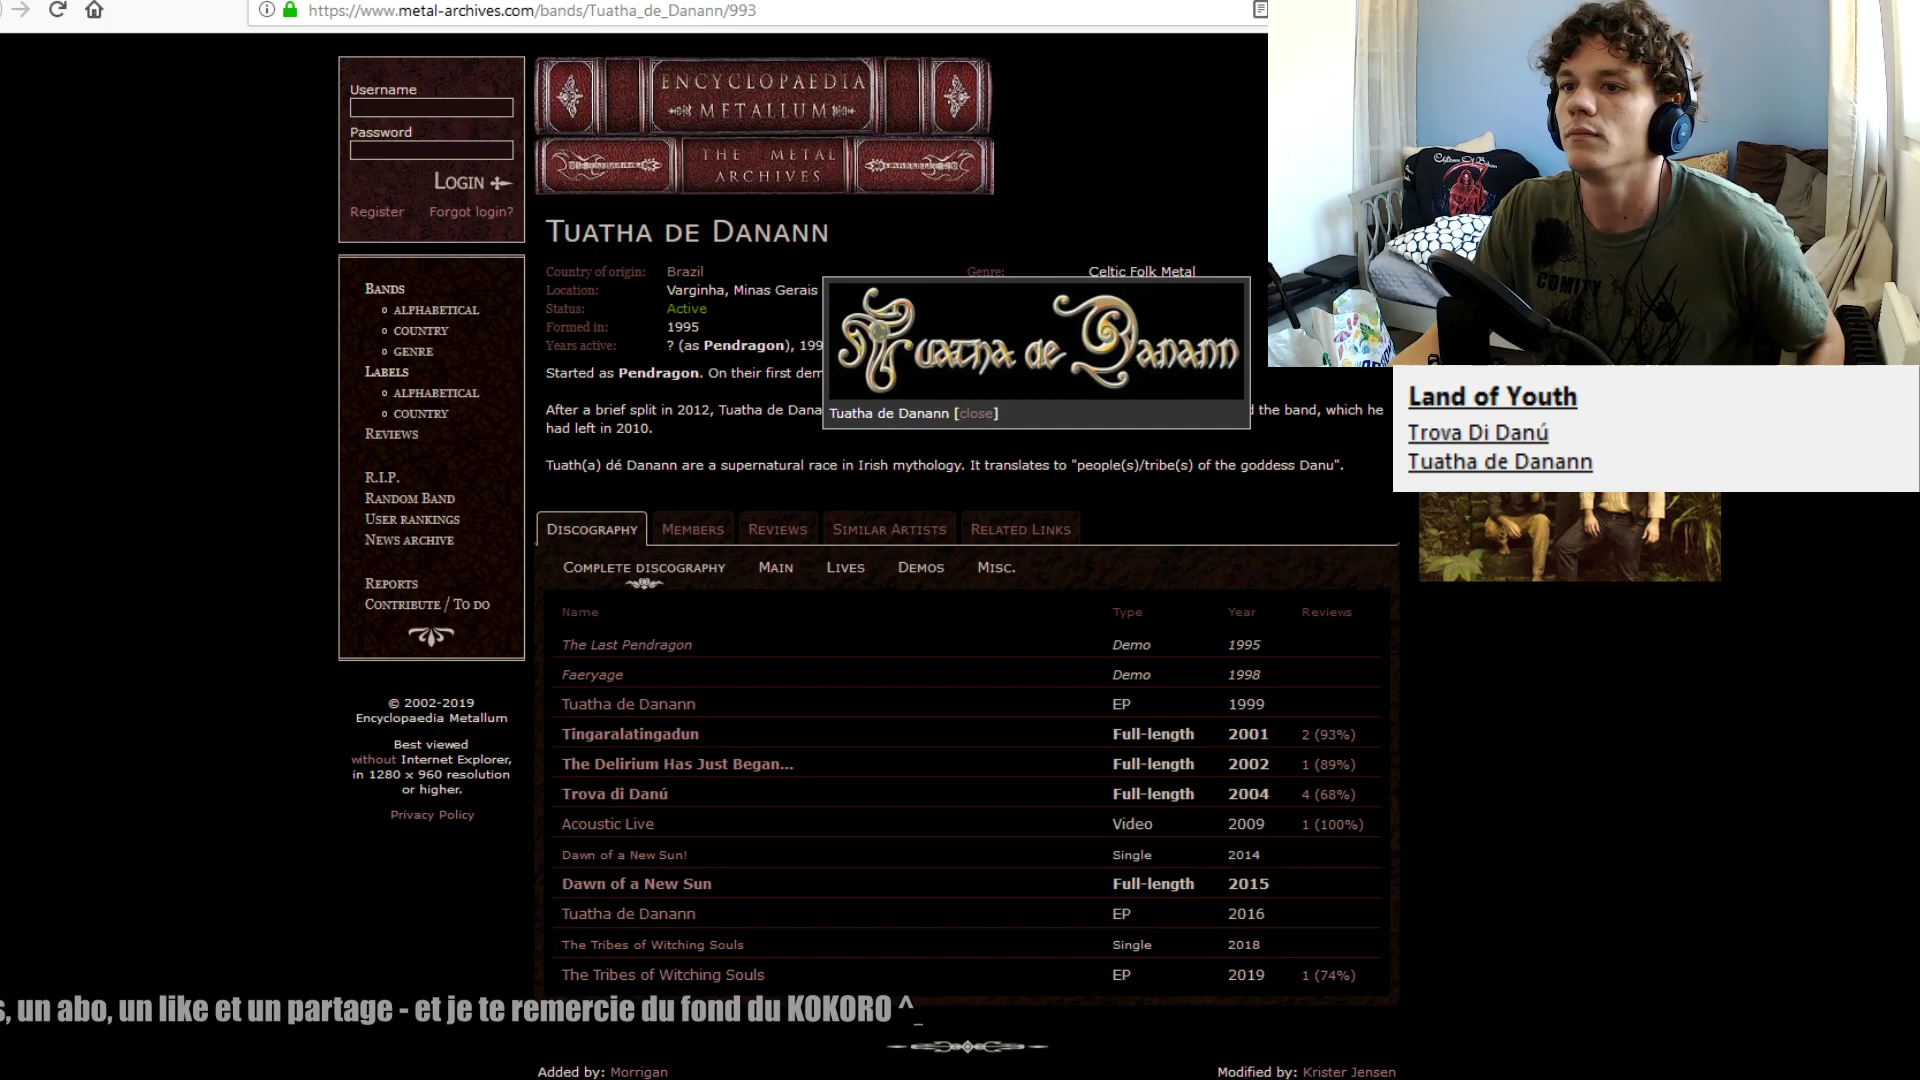 https://www.metal-archives.com/bands/Tuatha_de_Danann/993
Username
Password
LOGIN
Register Forgot login?
ENCYCLOPAEDIA
METALLUM
THE METAL
ARCHIVES
TUATHA DE DANANN
Country of origin: Brazil
Location: Varginha, Minas Gerais
Status: Active
Formed in: 1995
Years active: ? (as Pendragon), 199
Genre: Celtic Folk Metal
Started as Pendragon. On their first dem
After a brief split in 2012, Tuatha de Dana d the band, which he
had left in 2010.
Tuath(a) dé Danann are a supernatural race in Irish mythology. It translates to "people(s)/tribe(s) of the goddess Danu".
Tuatha de Danann
Tuatha de Danann [close]
Children Of Bodom
COMITY
Land of Youth
Trova Di Danú
Tuatha de Danann
BANDS
ALPHABETICAL
COUNTRY
GENRE
LABELS
ALPHABETICAL
COUNTRY
REVIEWS
R.I.P.
RANDOM BAND
USER RANKINGS
NEWS ARCHIVE
REPORTS
CONTRIBUTE / TO DO
© 2002-2019
Encyclopaedia Metallum
Best viewed
without Internet Explorer,
in 1280 x 960 resolution
or higher.
Privacy Policy
DISCOGRAPHY MEMBERS REVIEWS SIMILAR ARTISTS RELATED LINKS
COMPLETE DISCOGRAPHY MAIN LIVES DEMOS MISC.
Name Type Year Reviews
The Last Pendragon Demo 1995
Faeryage Demo 1998
Tuatha de Danann EP 1999
Tingaralatingadun Full-length 2001 2 (93%)
The Delirium Has Just Began... Full-length 2002 1 (89%)
Trova di Danú Full-length 2004 4 (68%)
Acoustic Live Video 2009 1 (100%)
Dawn of a New Sun! Single 2014
Dawn of a New Sun Full-length 2015
Tuatha de Danann EP 2016
The Tribes of Witching Souls Single 2018
The Tribes of Witching Souls EP 2019 1 (74%)
s, un abo, un like et un partage - et je te remercie du fond du KOKORO ^_
Added by: Morrigan
Modified by: Krister Jensen